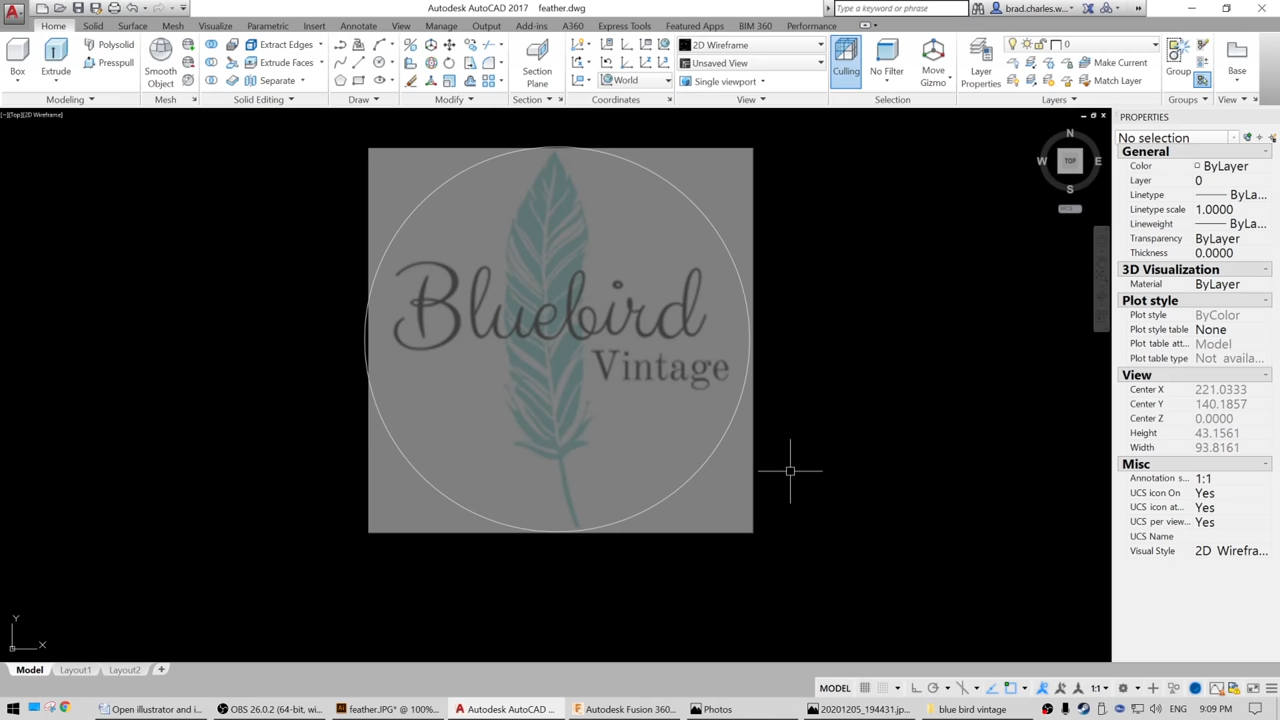 Autodesk AutoCAD 2017 feather.dwg
Type a keyword or phrase
brad.charles.w...
Home Solid Surface Mesh Visualize Parametric Insert Annotate View Manage Output Add-ins A360 Express Tools Featured Apps BIM 360 Performance
Box
Extrude
Polysolid
Presspull
Smooth
Object
Extract Edges
Extrude Faces
Separate
Section
Plane
World
2D Wireframe
Unsaved View
Single viewport
Culling
No Filter
Move
Gizmo
Layer
Properties
0
Make Current
Match Layer
Group
Base
Modeling Mesh Solid Editing Draw Modify Section Coordinates View Selection Layers Groups View
[−][Top][2D Wireframe]
N
W TOP E
S
Bluebird
Vintage
Y
X
PROPERTIES
No selection
General
Color ByLayer
Layer 0
Linetype ByLa...
Linetype scale 1.0000
Lineweight ByLa...
Transparency ByLayer
Thickness 0.0000
3D Visualization
Material ByLayer
Plot style
Plot style ByColor
Plot style table None
Plot table att... Model
Plot table type Not availa...
View
Center X 221.0333
Center Y 140.1857
Center Z 0.0000
Height 43.1561
Width 93.8161
Misc
Annotation s... 1:1
UCS icon On Yes
UCS icon at... Yes
UCS per view... Yes
UCS Name
Visual Style 2D Wirefra...
Model Layout1 Layout2 +
MODEL 1:1
Open illustrator and i... OBS 26.0.2 (64-bit, wi... feather.JPG* @ 100%... Autodesk AutoCAD ... Autodesk Fusion 360... Photos 20201205_194431.jp... blue bird vintage ENG 9:09 PM